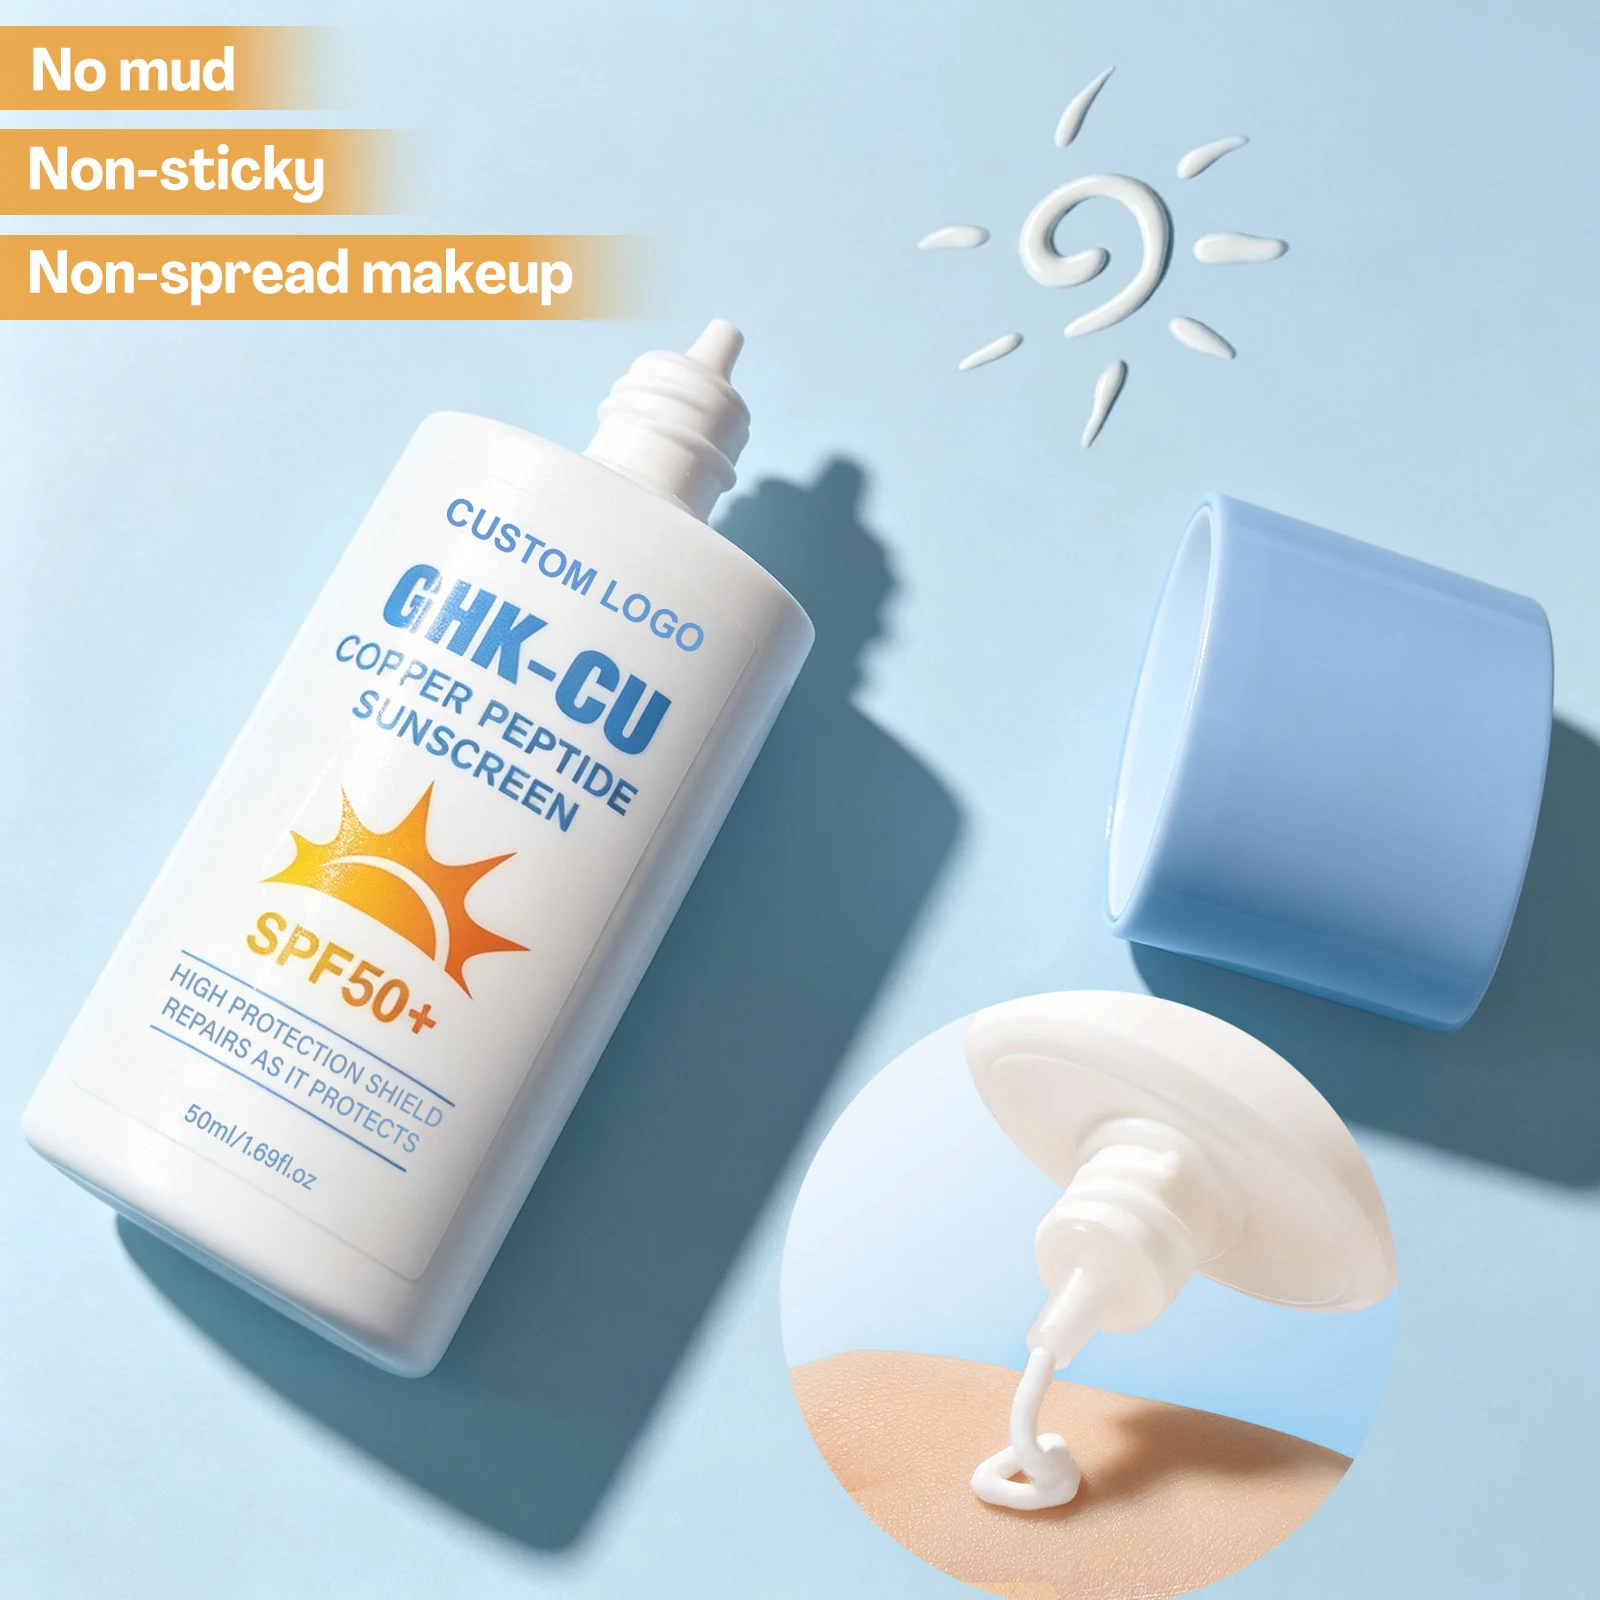 No mud
Non-sticky
Non-spread makeup
CUSTOM LOGO
GHK-CU
COPPER PEPTIDE
SUNSCREEN
SPF50+
HIGH PROTECTION SHIELD
REPAIRS AS IT PROTECTS
50ml/1.69fl.oz